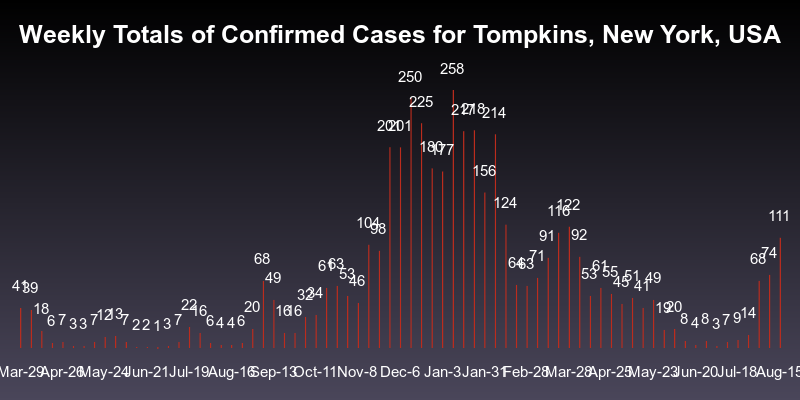 Weekly Totals of Confirmed Cases for Tompkins, New York, USA
41 39 18 6 7 3 3 7 12 13 7 2 2 1 3 7 22 16 6 4 4 6 20 68 49 16 16 32 34 61 63 53 46 104 98 201 201 250 225 180 177 258 217 218 156 214 124 64 63 71 91 116 122 92 53 61 55 45 51 41 49 19 20 8 4 8 3 7 9 14 68 74 111
Mar-29 Apr-26 May-24 Jun-21 Jul-19 Aug-16 Sep-13 Oct-11 Nov-8 Dec-6 Jan-3 Jan-31 Feb-28 Mar-28 Apr-25 May-23 Jun-20 Jul-18 Aug-15